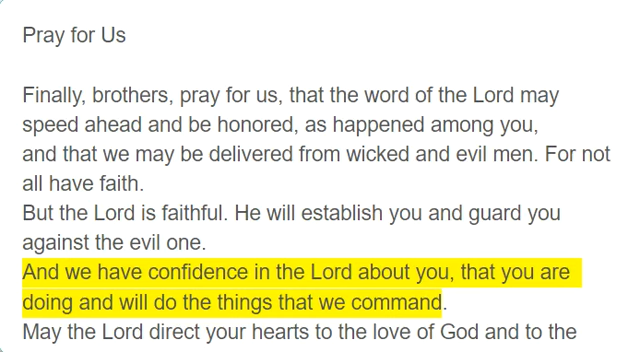 Pray for Us
Finally, brothers, pray for us, that the word of the Lord may
speed ahead and be honored, as happened among you,
and that we may be delivered from wicked and evil men. For not
all have faith.
But the Lord is faithful. He will establish you and guard you
against the evil one.
And we have confidence in the Lord about you, that you are
doing and will do the things that we command.
May the Lord direct your hearts to the love of God and to the